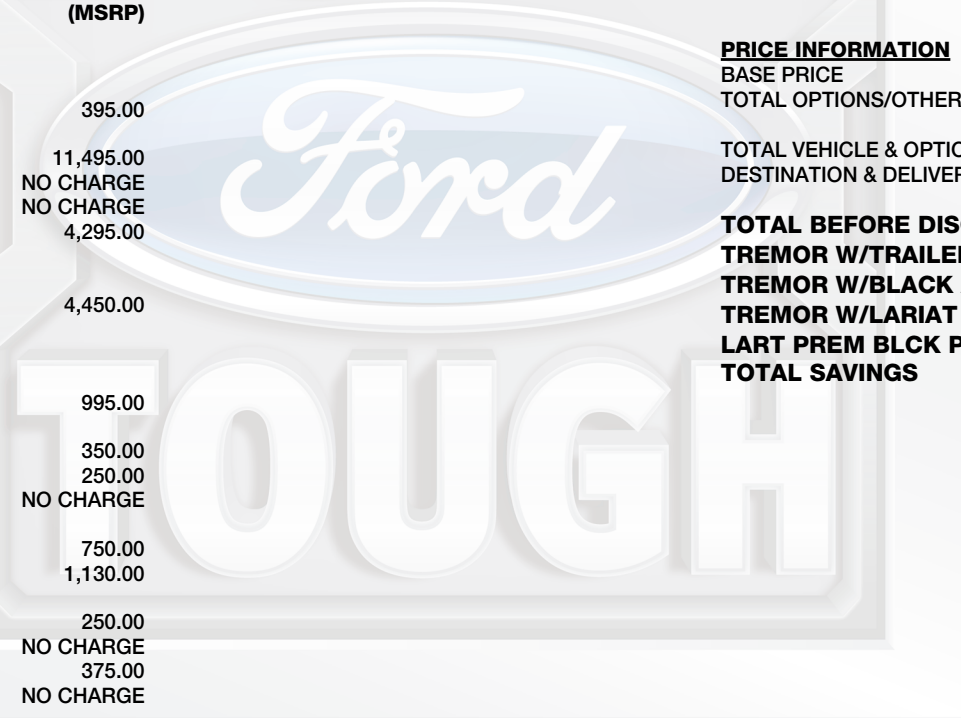 (MSRP)
395.00
11,495.00
NO CHARGE
NO CHARGE
4,295.00
4,450.00
995.00
350.00
250.00
NO CHARGE
750.00
1,130.00
250.00
NO CHARGE
375.00
NO CHARGE
PRICE INFORMATION
BASE PRICE
TOTAL OPTIONS/OTHER
TOTAL VEHICLE & OPTIO
DESTINATION & DELIVER
TOTAL BEFORE DISC
TREMOR W/TRAILER
TREMOR W/BLACK
TREMOR W/LARIAT
LART PREM BLCK P
TOTAL SAVINGS
Ford
TOUGH